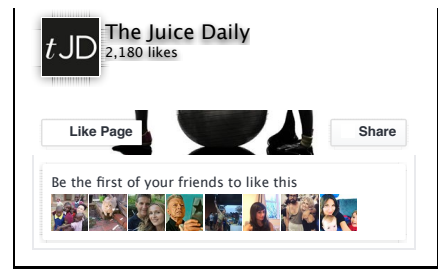 tJD
The Juice Daily
2,180 likes
Like Page
Share
Be the first of your friends to like this